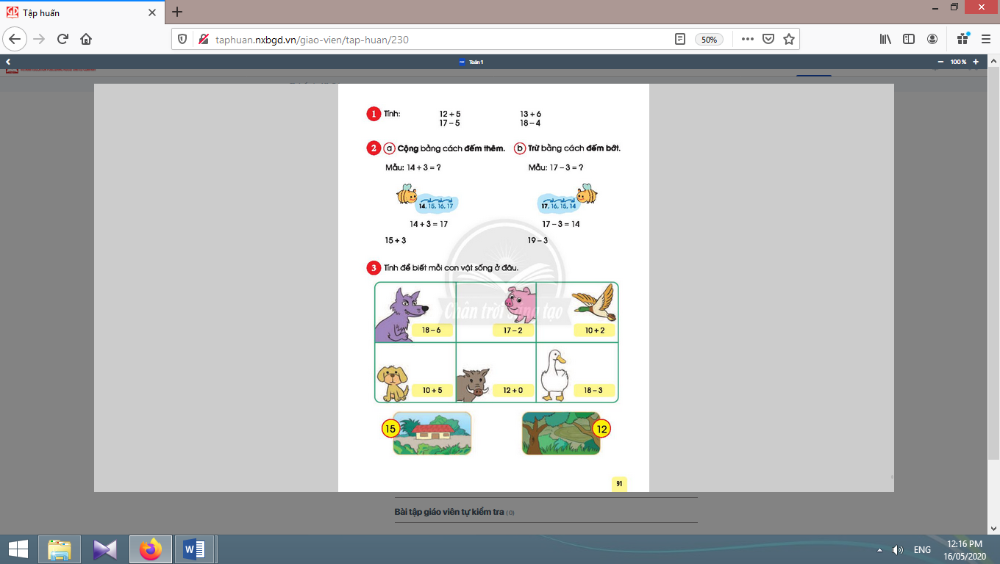 Tập huấn
taphuan.nxbgd.vn/giao-vien/tap-huan/230
50%
Toán 1
100 %
1 Tính: 12 + 5 13 + 6
17 – 5 18 – 4
2 a Cộng bằng cách đếm thêm. b Trừ bằng cách đếm bớt.
Mẫu: 14 + 3 = ? Mẫu: 17 – 3 = ?
14, 15, 16, 17 17, 16, 15, 14
14 + 3 = 17 17 – 3 = 14
15 + 3 19 – 3
3 Tính để biết mỗi con vật sống ở đâu.
Chân trời sáng tạo
18 – 6 17 – 2 10 + 2
10 + 5 12 + 0 18 – 3
15 12
91
Bài tập giáo viên tự kiểm tra (0)
ENG
12:16 PM
16/05/2020